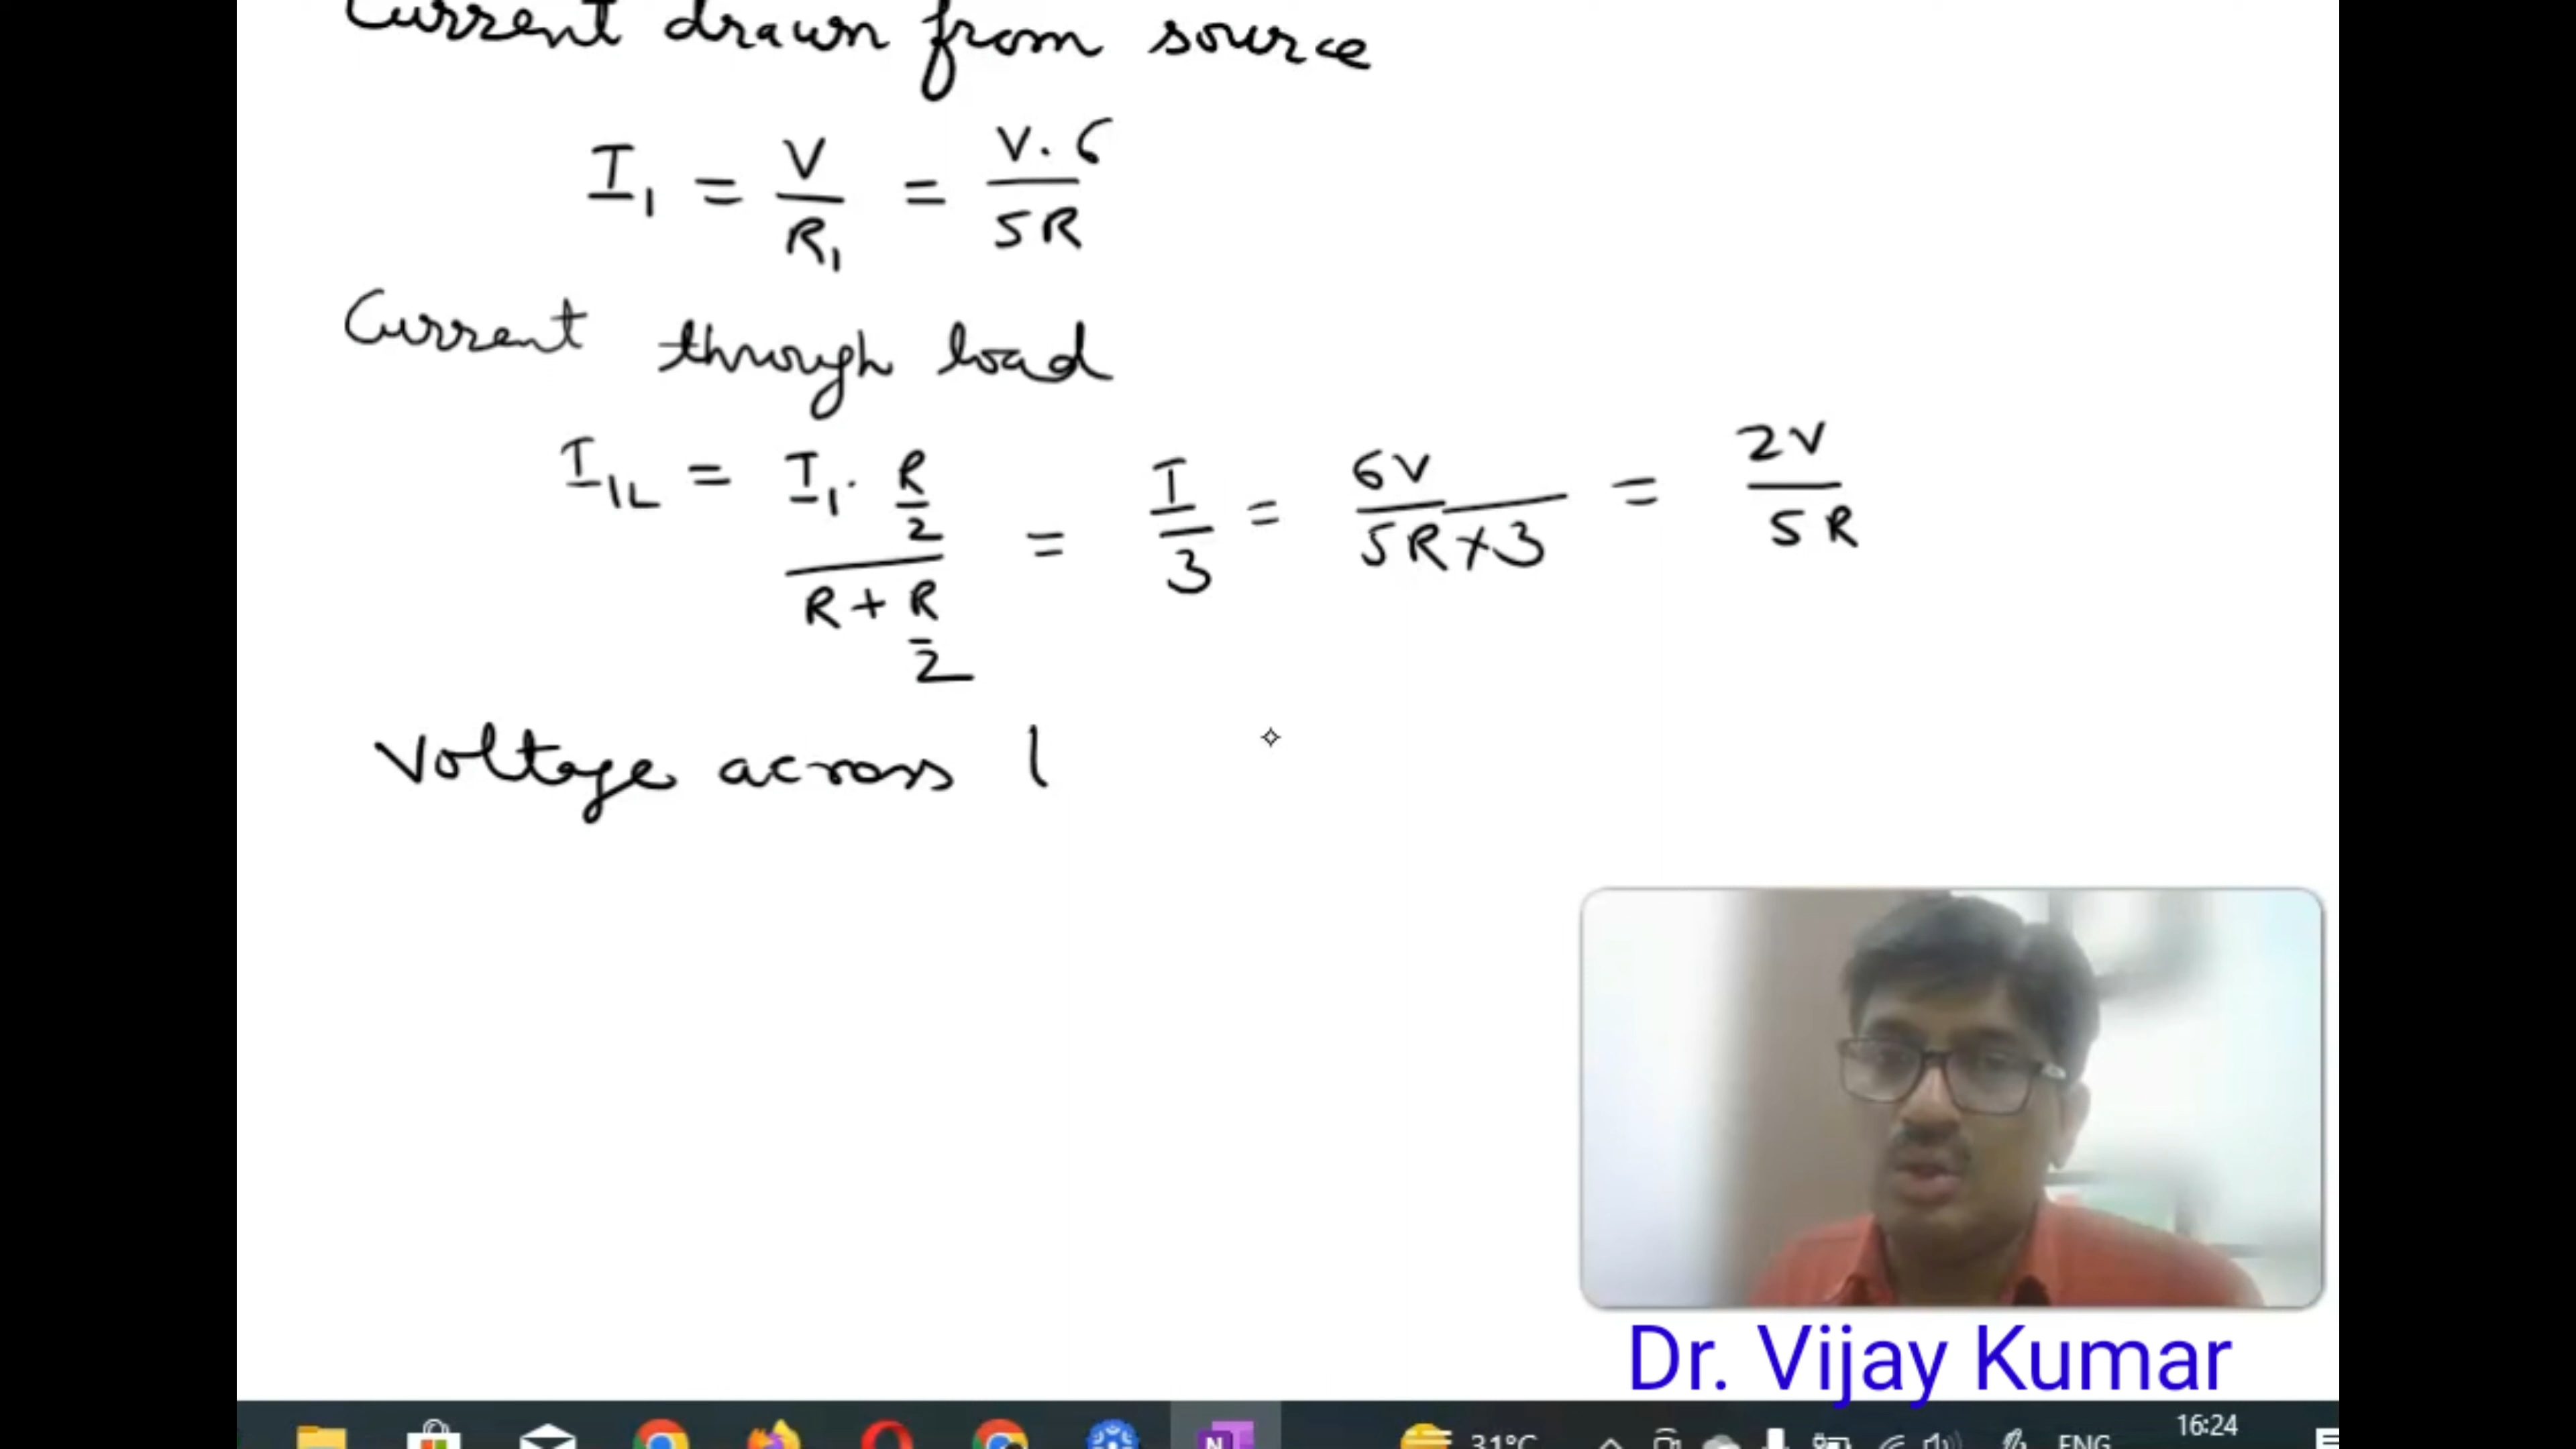 Current drawn from source
I₁ = V/R₁ = V.6/5R
Current through load
I₁L = (I₁. R/2)/(R + R/2) = I/3 = 6V/(5R×3) = 2V/5R
Voltage across l
Dr. Vijay Kumar
31°C ENG 16:24